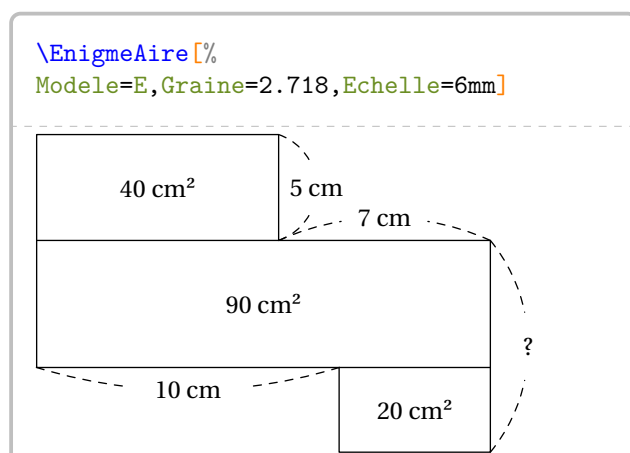 \EnigmeAire[%
Modele=E,Graine=2.718,Echelle=6mm]
40 cm²
5 cm
7 cm
90 cm²
?
10 cm
20 cm²